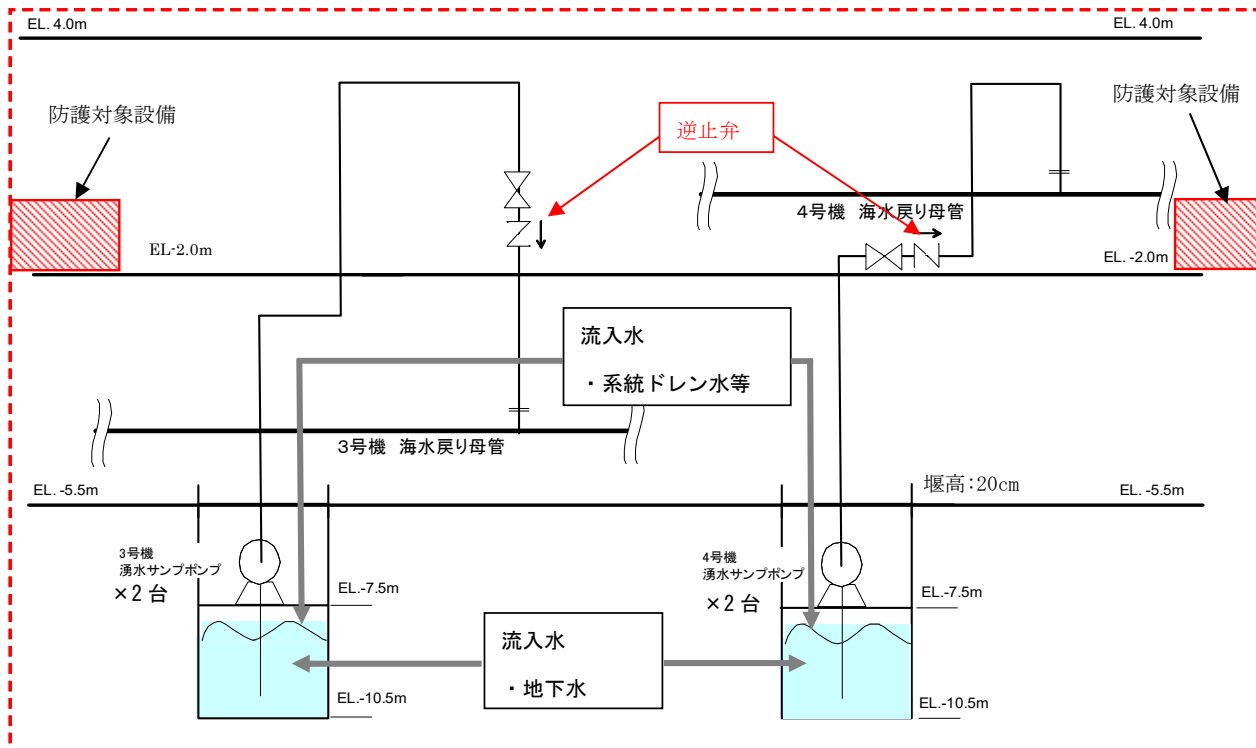 EL. 4.0m
EL. 4.0m
防護対象設備
防護対象設備
逆止弁
4号機 海水戻り母管
EL-2.0m
EL. -2.0m
流入水
・系統ドレン水等
3号機 海水戻り母管
EL. -5.5m
堰高：20cm
EL. -5.5m
3号機
湧水サンプポンプ
×2台
EL.-7.5m
4号機
湧水サンプポンプ
×2台
EL.-7.5m
流入水
・地下水
EL.-10.5m
EL.-10.5m